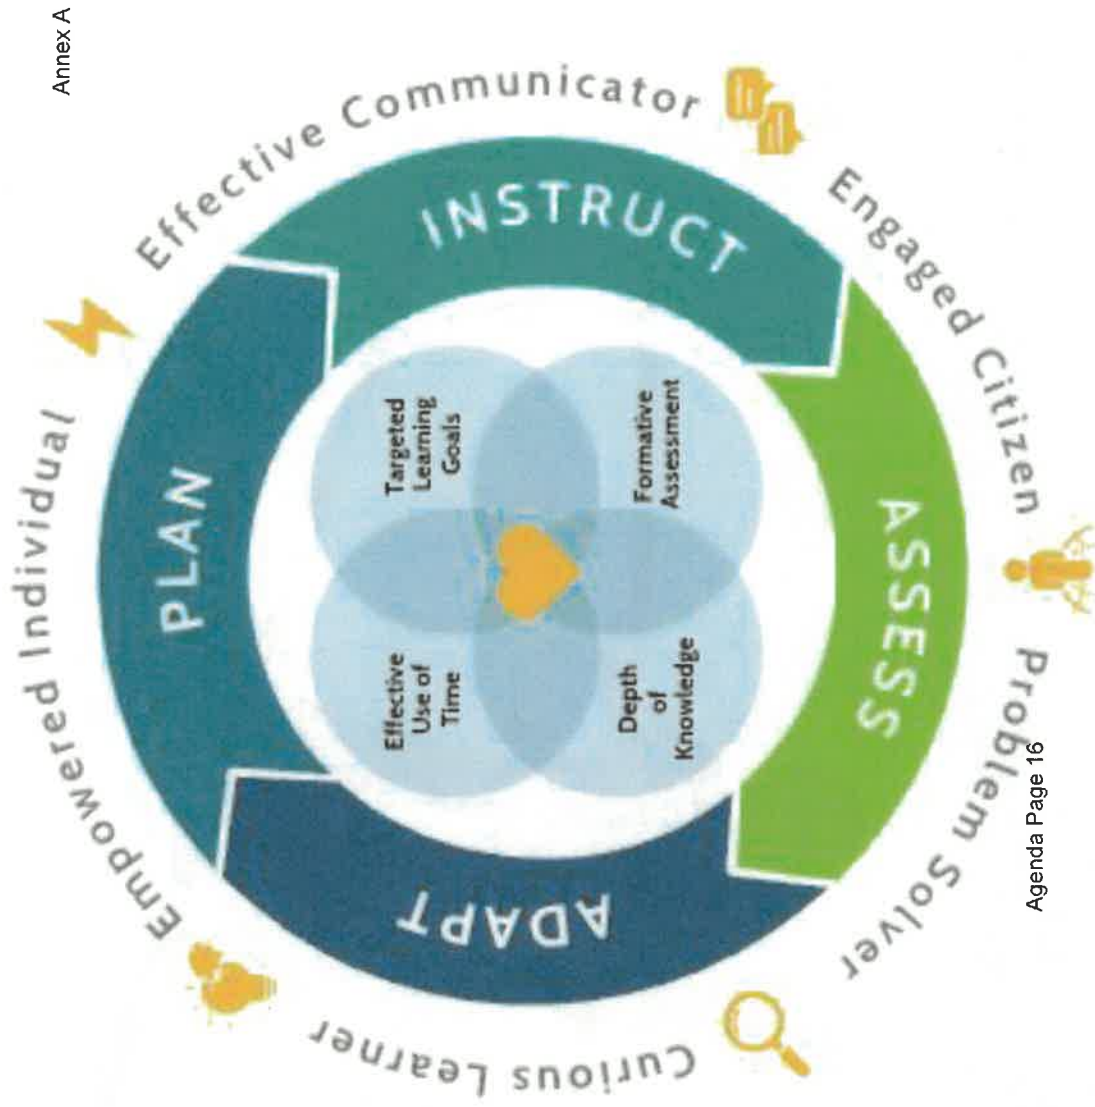 Annex A
Empowered Individual
Effective Communicator
Engaged Citizen
Problem Solver
Curious Learner
PLAN
INSTRUCT
ASSESS
ADAPT
Effective
Use of
Time
Targeted
Learning
Goals
Depth
of
Knowledge
Formative
Assessment
Agenda Page 16